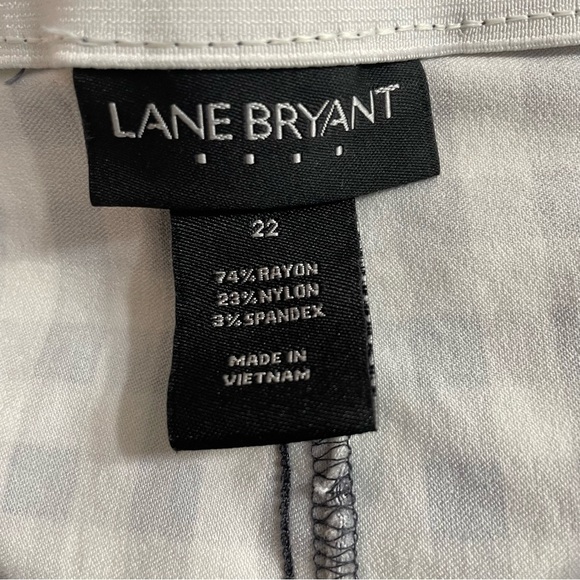 LANE BRYANT
22
74% RAYON
23% NYLON
3% SPANDEX
MADE IN
VIETNAM